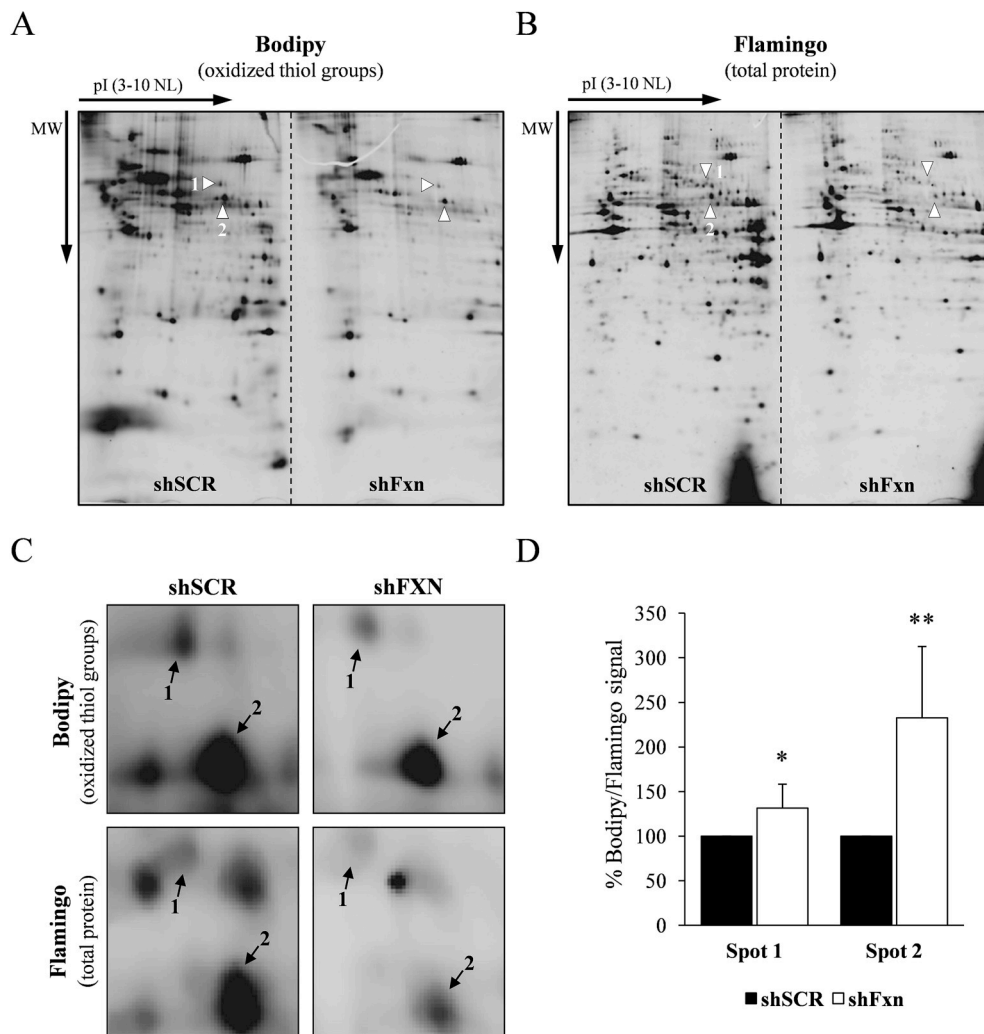 A
Bodipy
(oxidized thiol groups)
pI (3-10 NL)
MW
1
2
shSCR
shFxn
B
Flamingo
(total protein)
pI (3-10 NL)
MW
1
2
shSCR
shFxn
C
shSCR
shFXN
Bodipy
(oxidized thiol groups)
1
2
1
2
Flamingo
(total protein)
1
2
1
2
D
% Bodipy/Flamingo signal
350
300
250
200
150
100
50
0
*
**
Spot 1
Spot 2
shSCR
shFxn